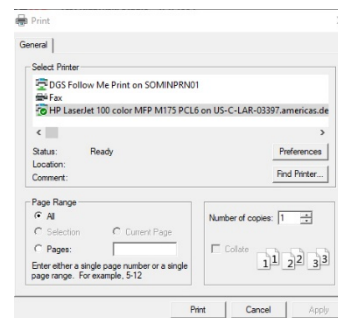 Print
General
Select Printer
DGS Follow Me Print on SOMINPRN01
Fax
HP LaserJet 100 color MFP M175 PCL6 on US-C-LAR-03397.americas.de
Status: Ready
Preferences
Location:
Comment:
Find Printer...
Page Range
All
Selection Current Page
Pages:
Enter either a single page number or a single
page range. For example, 5-12
Number of copies: 1
Collate
1 1 2 2 3 3
Print Cancel Apply